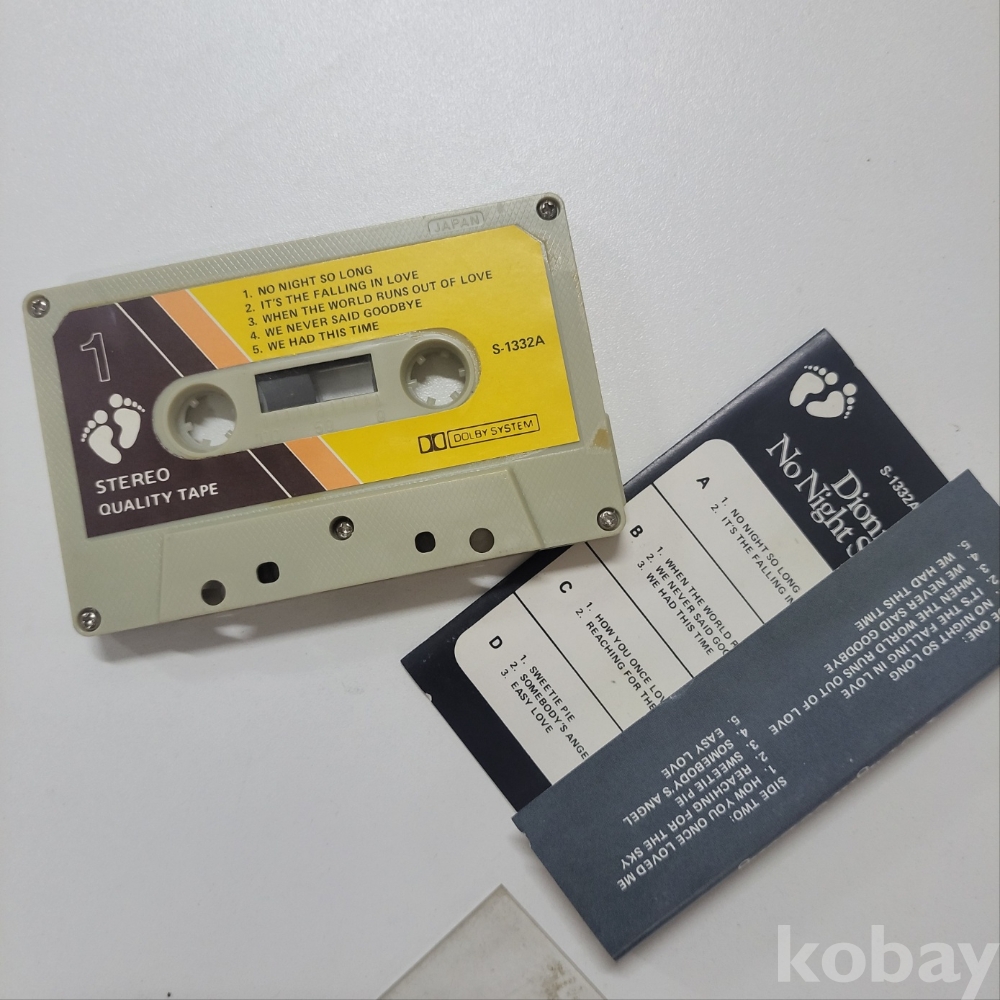 JAPAN
1
1. NO NIGHT SO LONG
2. IT'S THE FALLING IN LOVE
3. WHEN THE WORLD RUNS OUT OF LOVE
4. WE NEVER SAID GOODBYE
5. WE HAD THIS TIME
S-1332A
DOLBY SYSTEM
STEREO
QUALITY TAPE
S-1332A
Dion
No Night S
A
1. NO NIGHT SO LONG
2. IT'S THE FALLING IN
B
1. WHEN THE WORLD
2. WE NEVER SAID
3. WE HAD THIS TIME
C
1. HOW YOU ONCE
2. REACHING FOR THE
D
1. SWEETIE PIE
2. SOMEBODY'S ANGE
3. EASY LOVE
ONE:
NO NIGHT SO LONG
2. IT'S THE FALLING IN LOVE
3. WHEN THE WORLD RUNS OUT OF LOVE
4. WE NEVER SAID GOODBYE
5. WE HAD THIS TIME
SIDE TWO:
1. HOW YOU ONCE LOVED ME
2. REACHING FOR THE SKY
3. SWEETIE PIE
4. SOMEBODY'S ANGEL
5. EASY LOVE
kobay